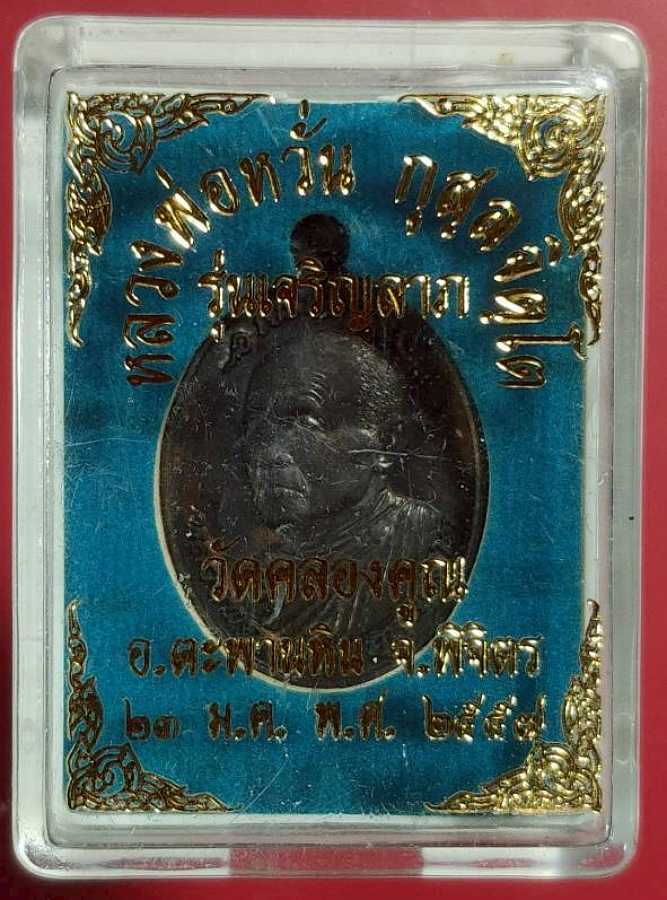 หลวงพ่อหวั่น กุสลจิตฺโต
รุ่นเจริญลาภ
วัดคลองคูณ
อ.ตะพานหิน จ.พิจิตร
๒๓ ม.ค. พ.ศ. ๒๕๕๗